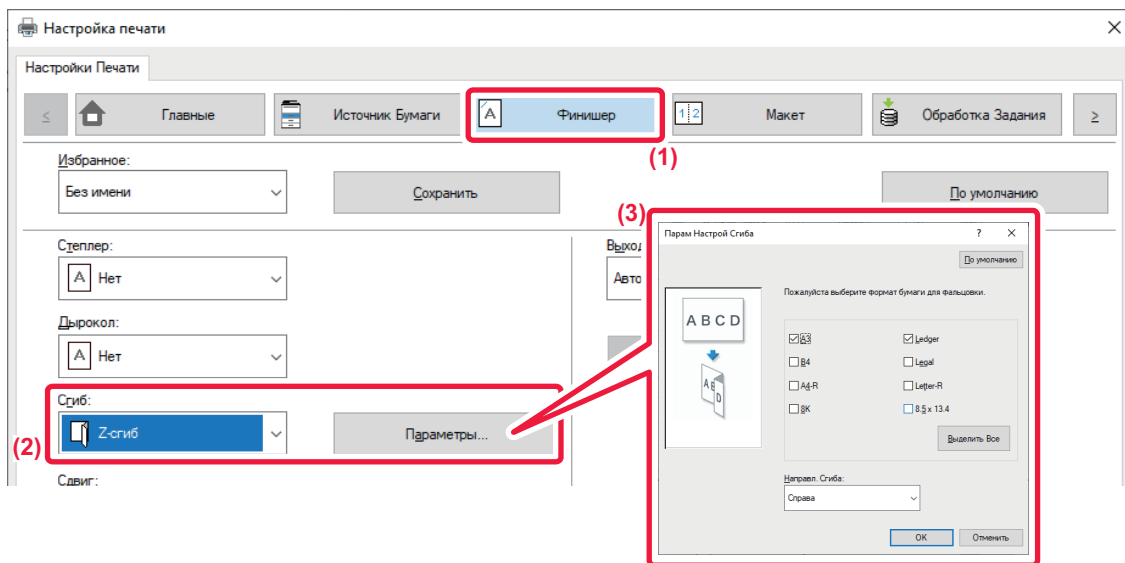 Настройка печати
Настройки Печати
<
Главные
Источник Бумаги
A
Финишер
1 2
Макет
Обработка Задания
>
(1)
Избранное:
Без имени
Сохранить
По умолчанию
Степлер:
A Нет
Дырокол:
A Нет
Сгиб:
Z-сгиб
Параметры...
(2)
Сдвиг:
Авто
(3)
Парам Настрой Сгиба
?
По умолчанию
Пожалуйста выберите формат бумаги для фальцовки.
A B C D
A B D
A3
Ledger
B4
Legal
A4-R
Letter-R
8K
8.5 x 13.4
Выделить Все
Направл. Сгиба:
Справа
OK
Отменить